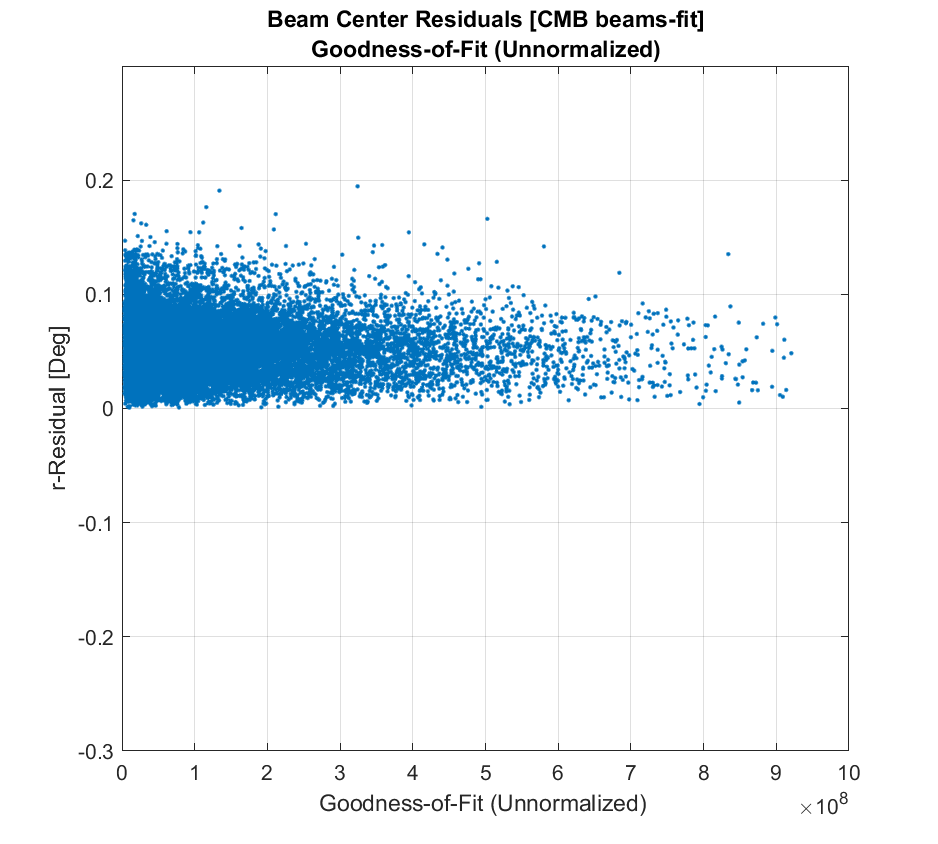 Beam Center Residuals [CMB beams-fit]
Goodness-of-Fit (Unnormalized)
0.2
0.1
0
-0.1
-0.2
-0.3
r-Residual [Deg]
0 1 2 3 4 5 6 7 8 9 10
Goodness-of-Fit (Unnormalized)
×10⁸